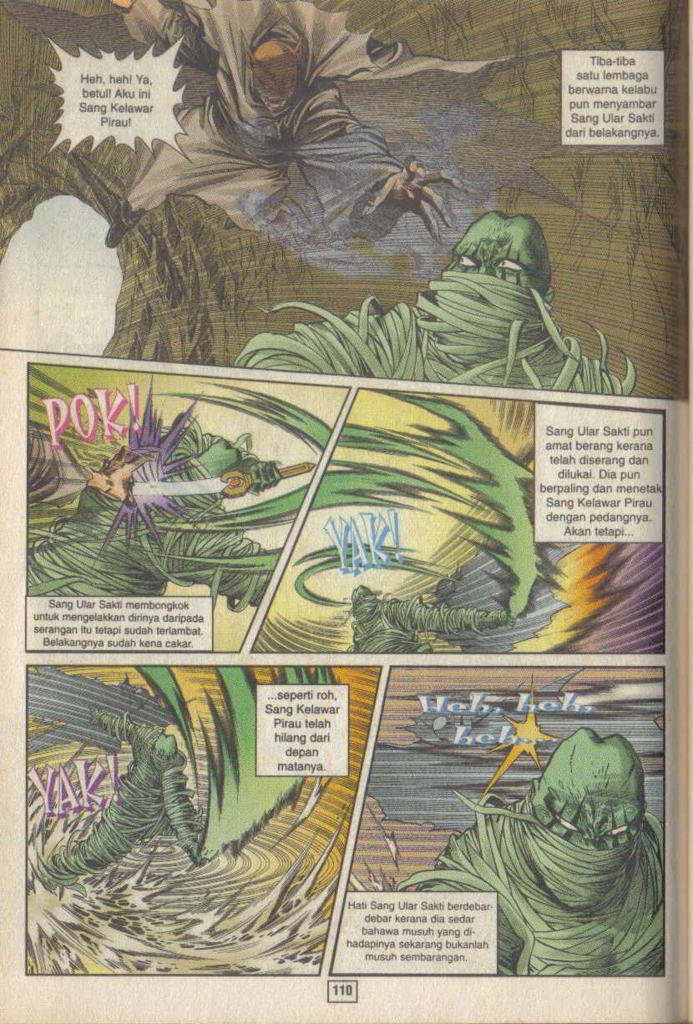 Heh, heh! Ya,
betul! Aku ini
Sang Kelawar
Pirau!
Tiba-tiba
satu lembaga
berwarna kelabu
pun menyambar
Sang Ular Sakti
dari belakangnya.
POK!
Sang Ular Sakti membongkok
untuk mengelakkan dirinya daripada
serangan itu tetapi sudah terlambat.
Belakangnya sudah kena cakar.
Sang Ular Sakti pun
amat berang kerana
telah diserang dan
dilukai. Dia pun
berpaling dan menetak
Sang Kelawar Pirau
dengan pedangnya.
Akan tetapi...
YAK!
...seperti roh,
Sang Kelawar
Pirau telah
hilang dari
depan
matanya.
YAK!
Heh, heh,
heh...
Hati Sang Ular Sakti berdebar-
debar kerana dia sedar
bahawa musuh yang di-
hadapinya sekarang bukanlah
musuh sembarangan.
110